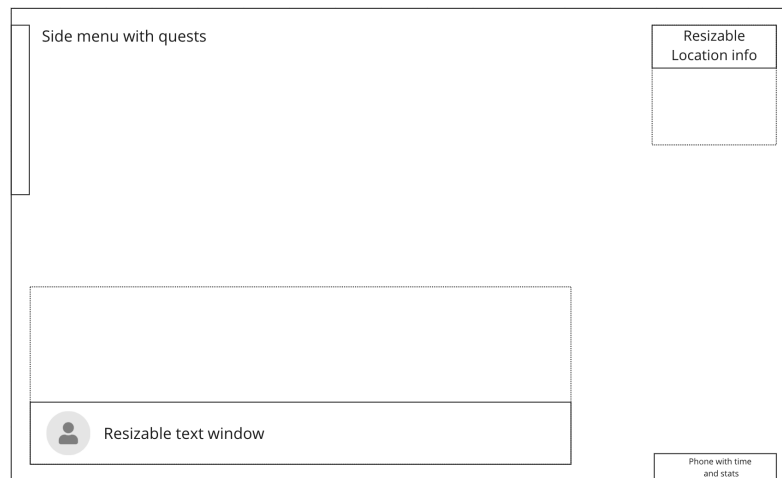 Side menu with quests
Resizable
Location info
Resizable text window
Phone with time
and stats